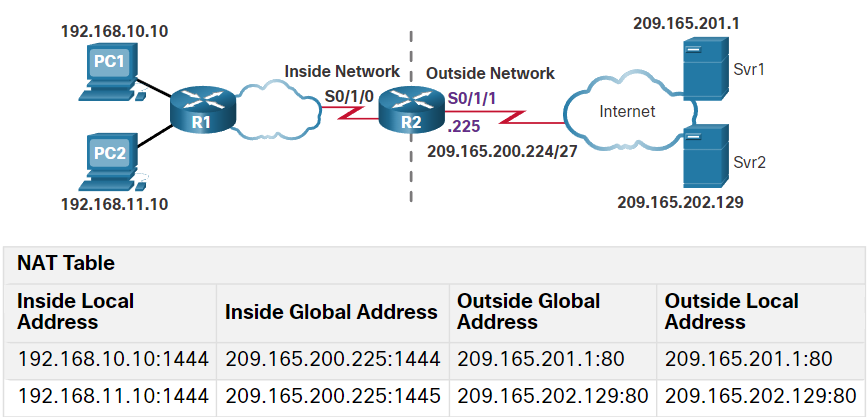 209.165.201.1
192.168.10.10
PC1
Svr1
Inside Network
Outside Network
S0/1/0
S0/1/1
Internet
R1
R2
.225
PC2
209.165.200.224/27
Svr2
192.168.11.10
209.165.202.129
NAT Table
Inside Local
Address
Inside Global Address
Outside Global
Address
Outside Local
Address
192.168.10.10:1444 209.165.200.225:1444 209.165.201.1:80 209.165.201.1:80
192.168.11.10:1444 209.165.200.225:1445 209.165.202.129:80 209.165.202.129:80